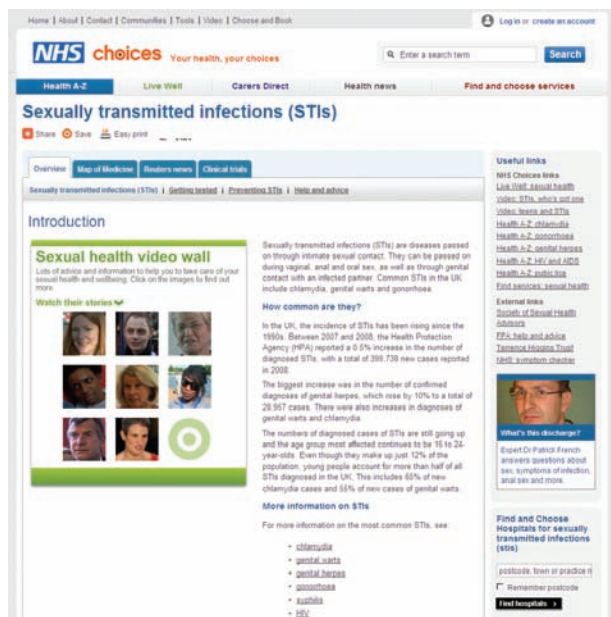 Home | About | Contact | Communities | Tools | Video | Choose and Book
Log in or create an account
NHS choices Your health, your choices
Enter a search term
Search
Health A-Z
Live Well
Carers Direct
Health news
Find and choose services
Sexually transmitted infections (STIs)
Share Save Easy print
Overview
Map of Medicine
Reuters news
Clinical trials
Sexually transmitted infections (STIs) | Getting tested | Preventing STIs | Help and advice
Introduction
Sexual health video wall
Lots of advice and information to help you to take care of your
sexual health and wellbeing. Click on the images to find out
more.
Watch their stories
Sexually transmitted infections (STIs) are diseases passed
on through intimate sexual contact. They can be passed on
during vaginal, anal and oral sex, as well as through genital
contact with an infected partner. Common STIs in the UK
include chlamydia, genital warts and gonorrhoea.
How common are they?
In the UK, the incidence of STIs has been rising since the
1990s. Between 2007 and 2008, the Health Protection
Agency (HPA) reported a 0.5% increase in the number of
diagnosed STIs, with a total of 399,738 new cases reported
in 2008.
The biggest increase was in the number of confirmed
diagnoses of genital herpes, which rose by 10% to a total of
28,957 cases. There were also increases in diagnoses of
genital warts and chlamydia.
The numbers of diagnosed cases of STIs are still going up
and the age group most affected continues to be 16 to 24-
year-olds. Even though they make up just 12% of the
population, young people account for more than half of all
STIs diagnosed in the UK. This includes 65% of new
chlamydia cases and 55% of new cases of genital warts.
More information on STIs
For more information on the most common STIs, see:
chlamydia
genital warts
genital herpes
gonorrhoea
syphilis
HIV
Useful links
NHS Choices links
Live Well: sexual health
Video: STIs, who's got one
Video: teens and STIs
Health A-Z: chlamydia
Health A-Z: gonorrhoea
Health A-Z: genital herpes
Health A-Z: HIV and AIDS
Health A-Z: pubic lice
Find services: sexual health
External links
Society of Sexual Health
Advisors
FPA: help and advice
Terrence Higgins Trust
NHS: symptom checker
What's this discharge?
Expert Dr Patrick French
answers questions about
sex, symptoms of infection,
anal sex and more.
Find and Choose
Hospitals for sexually
transmitted infections
(stis)
postcode, town or practice n
Remember postcode
Find hospitals